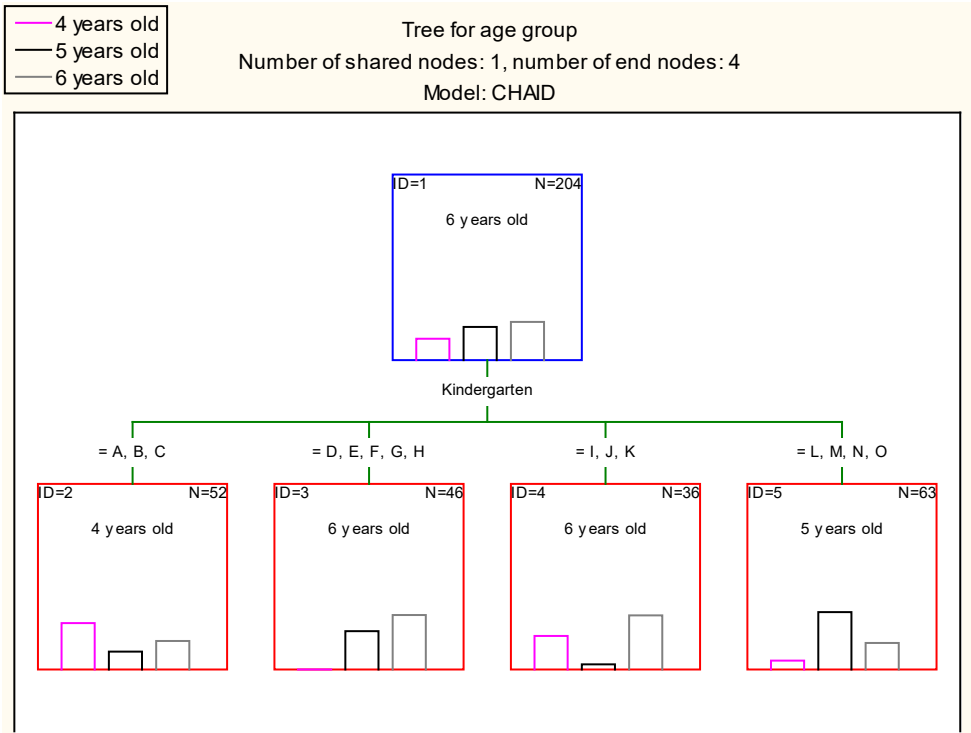 4 years old
5 years old
6 years old
Tree for age group
Number of shared nodes: 1, number of end nodes: 4
Model: CHAID
ID=1 N=204
6 years old
Kindergarten
= A, B, C
= D, E, F, G, H
= I, J, K
= L, M, N, O
ID=2 N=52
4 years old
ID=3 N=46
6 years old
ID=4 N=36
6 years old
ID=5 N=63
5 years old